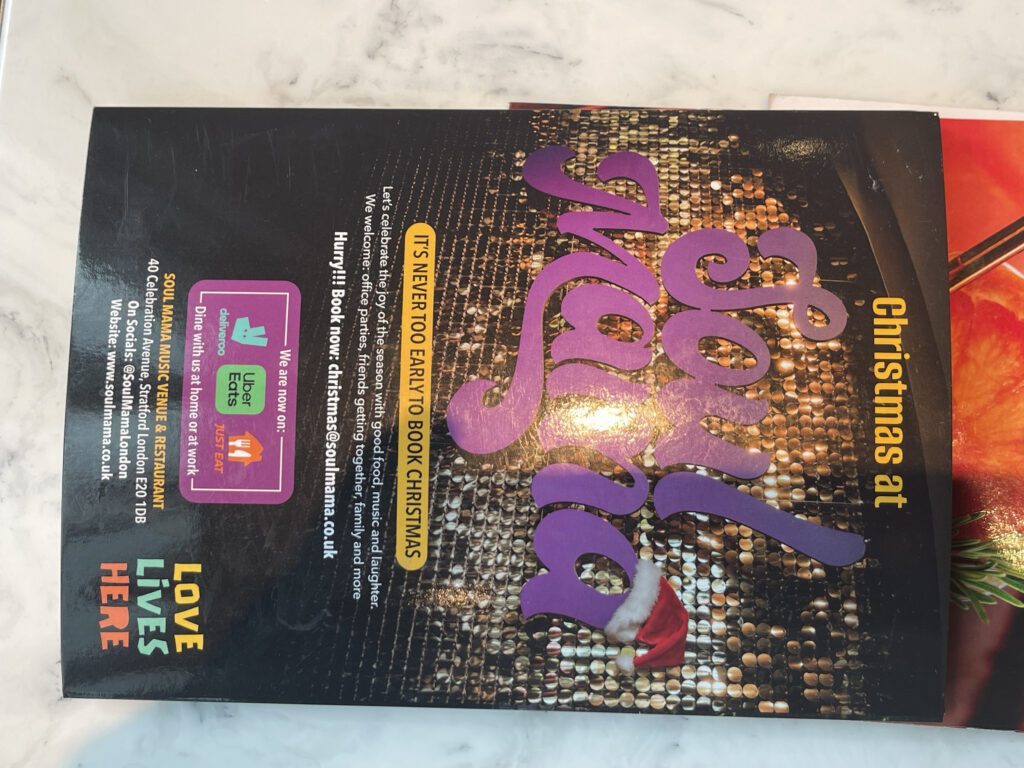 Christmas at
Soul
mama
IT'S NEVER TOO EARLY TO BOOK CHRISTMAS
Let's celebrate the joy of the season with good food, music and laughter.
We welcome: office parties, friends getting together, family and more
Hurry!!! Book now: christmas@soulmama.co.uk
We are now on:
deliveroo
Uber
Eats
JUST EAT
Dine with us at home or at work
SOUL MAMA MUSIC VENUE & RESTAURANT
40 Celebration Avenue, Stratford London E20 1DB
On Socials: @SoulMamaLondon
Website: www.soulmama.co.uk
LOVE
LiVES
HERE